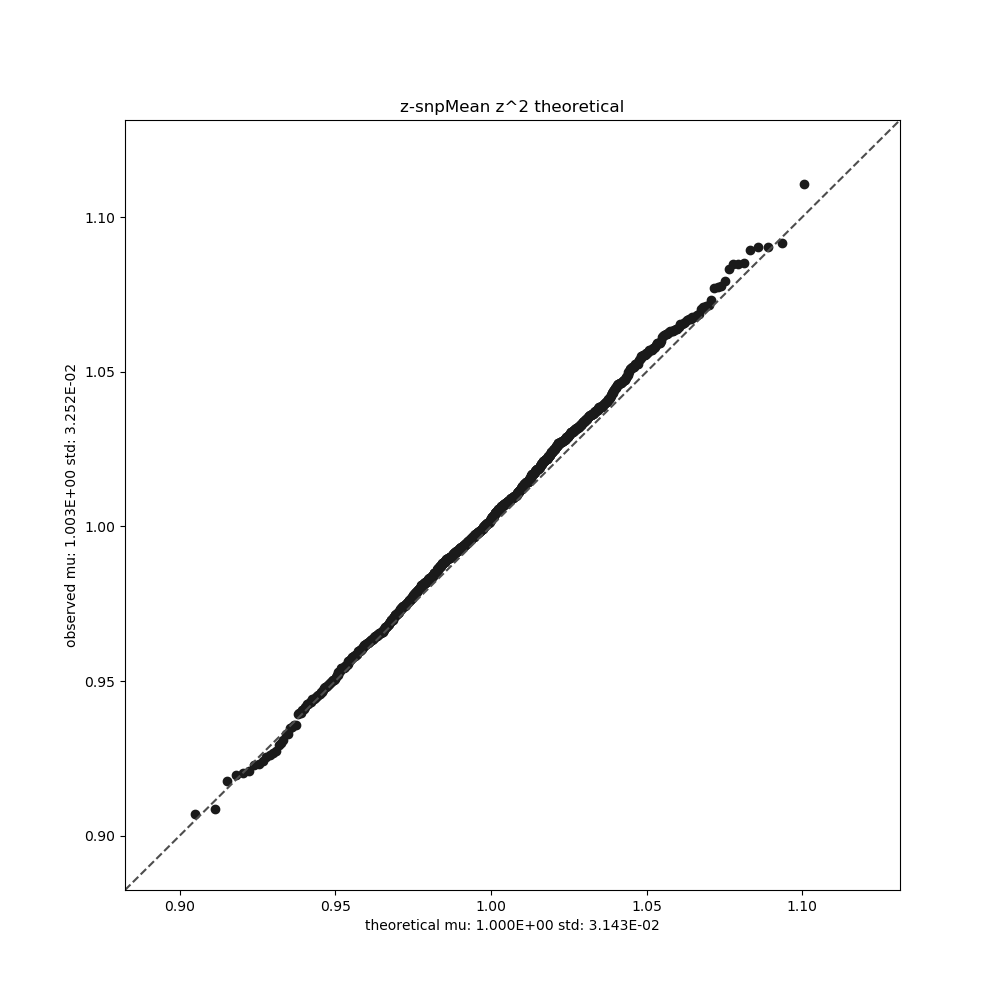 z-snpMean z^2 theoretical
observed mu: 1.003E+00 std: 3.252E-02
1.10
1.05
1.00
0.95
0.90
0.90 0.95 1.00 1.05 1.10
theoretical mu: 1.000E+00 std: 3.143E-02